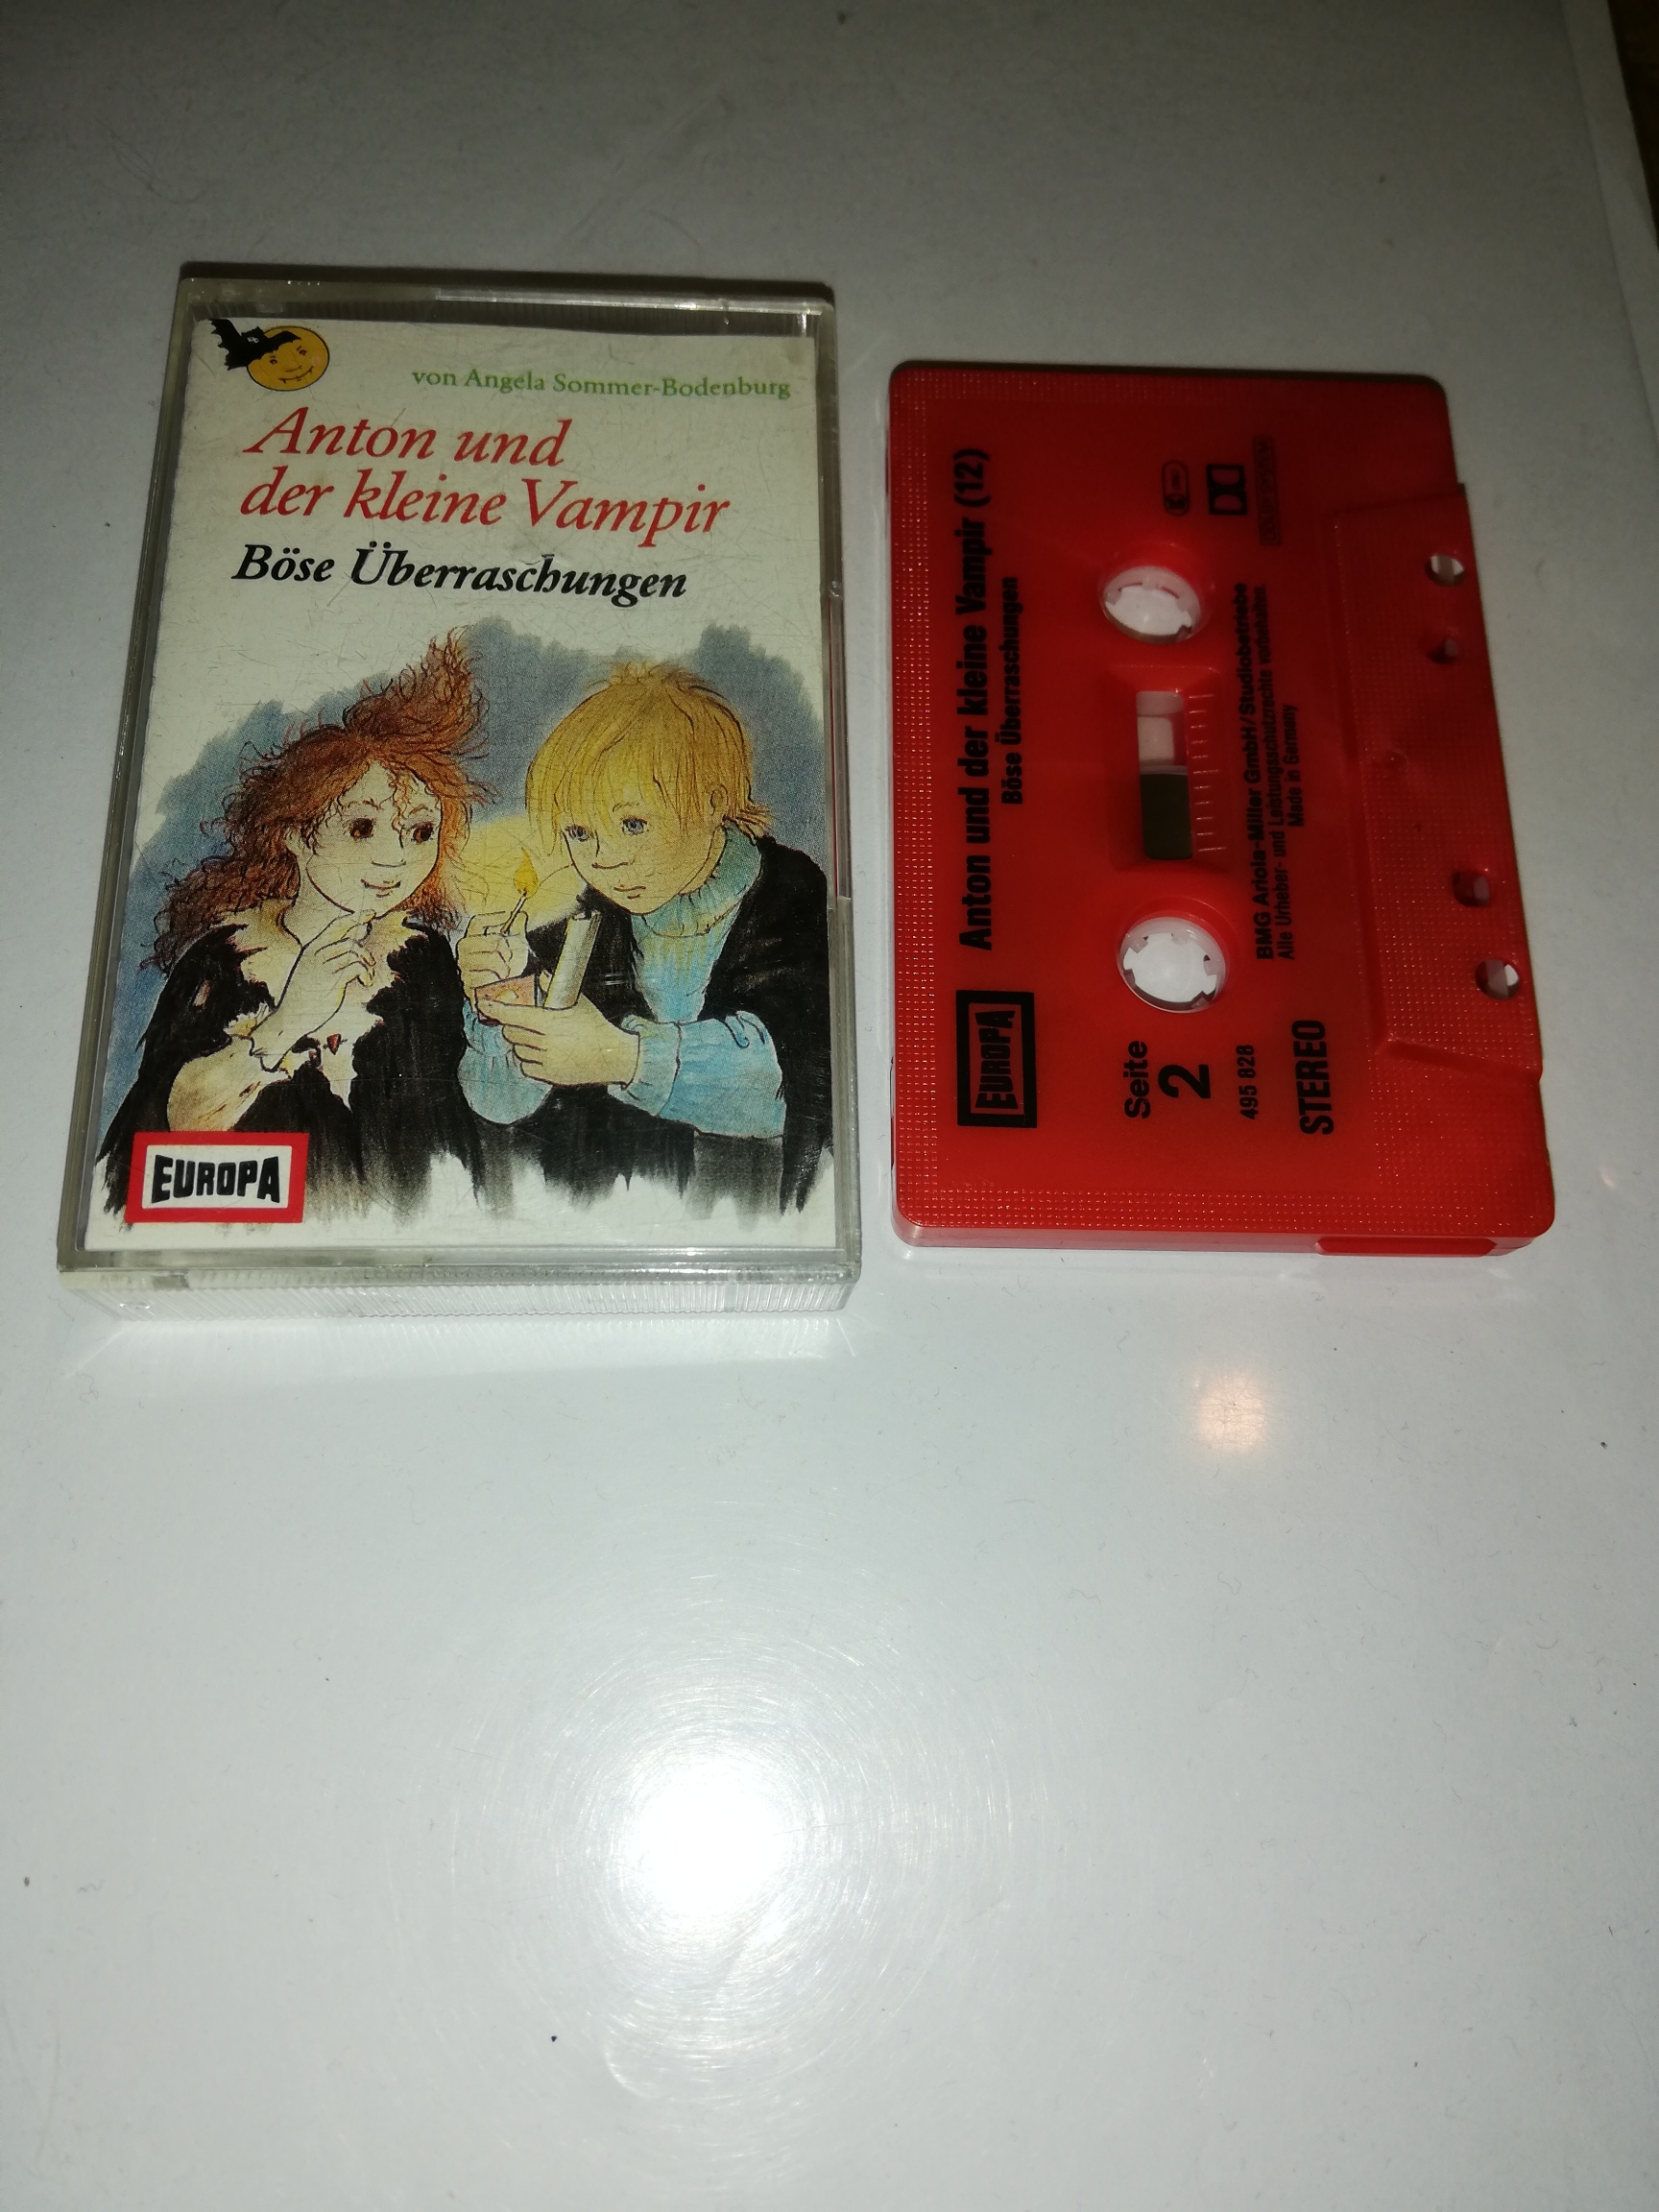 von Angela Sommer-Bodenburg
Anton und
der kleine Vampir
Böse Überraschungen
EUROPA
EUROPA
Anton und der kleine Vampir (12)
Böse Überraschungen
Seite
2
495 828
STEREO
BMG Ariola-Miller GmbH/Studiobetriebe
Alle Urheber- und Leistungsschutzrechte vorbehalten
Made in Germany